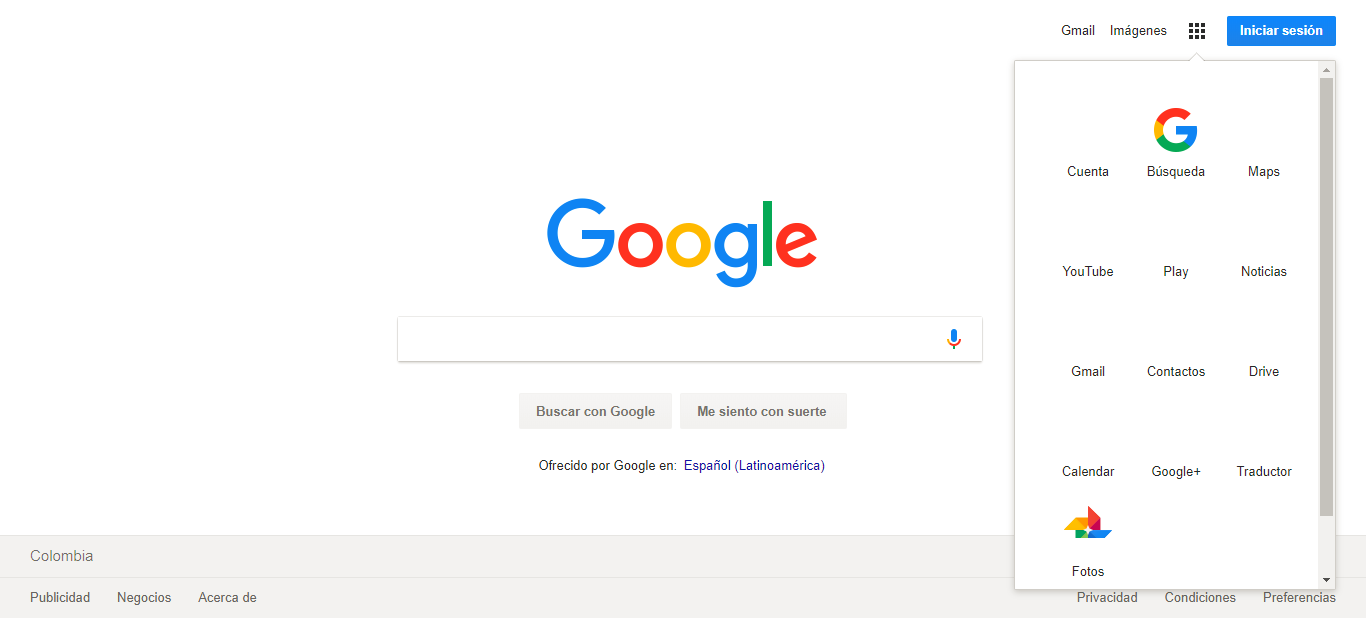 Gmail Imágenes Iniciar sesión
Cuenta Búsqueda Maps
YouTube Play Noticias
Gmail Contactos Drive
Calendar Google+ Traductor
Fotos
Google
Buscar con Google Me siento con suerte
Ofrecido por Google en: Español (Latinoamérica)
Colombia
Publicidad Negocios Acerca de Privacidad Condiciones Preferencias